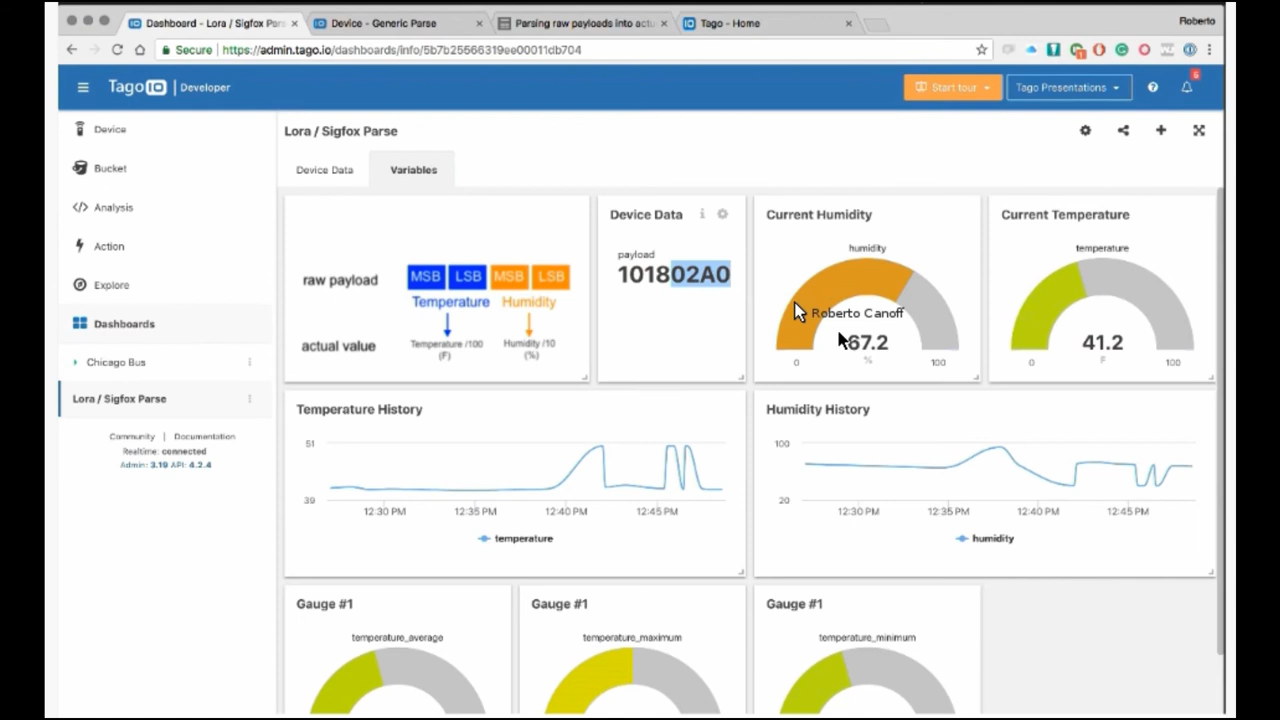 Dashboard - Lora / Sigfox Pars
Device - Generic Parse
Parsing raw payloads into actu
Tago - Home
Roberto
Secure
https://admin.tago.io/dashboards/info/5b7b25566319ee00011db704
Tago IO | Developer
Start tour
Tago Presentations
Device
Bucket
Analysis
Action
Explore
Dashboards
Chicago Bus
Lora / Sigfox Parse
Community | Documentation
Realtime: connected
Admin: 3.19 API: 4.2.4
Lora / Sigfox Parse
Device Data
Variables
raw payload
MSB LSB MSB LSB
Temperature Humidity
actual value
Temperature /100
(F)
Humidity /10
(%)
Device Data
payload
101802A0
Current Humidity
humidity
Roberto Canoff
67.2
%
0
100
Current Temperature
temperature
41.2
F
0
100
Temperature History
51
39
12:30 PM 12:35 PM 12:40 PM 12:45 PM
temperature
Humidity History
100
20
12:30 PM 12:35 PM 12:40 PM 12:45 PM
humidity
Gauge #1
temperature_average
Gauge #1
temperature_maximum
Gauge #1
temperature_minimum